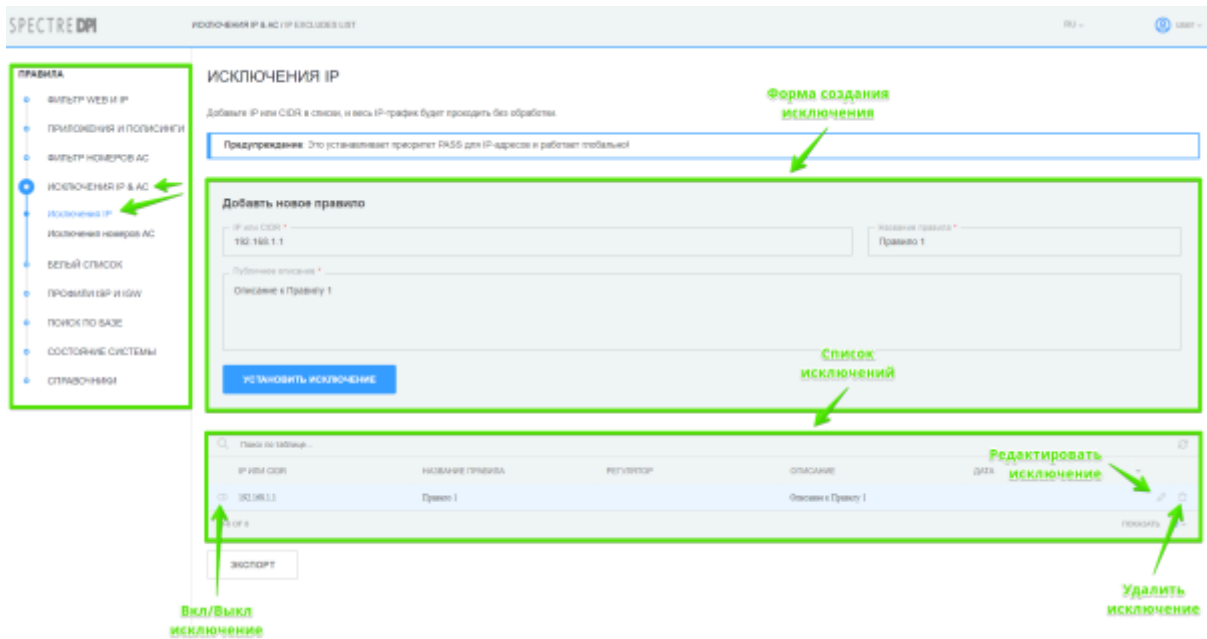 SPECTRE DPI
ИСКЛЮЧЕНИЯ IP & AC / IP EXCLUDES LIST
RU
USER
ПРАВИЛА
ФИЛЬТР WEB И IP
ПРИЛОЖЕНИЯ И ПОЛИСИНГИ
ФИЛЬТР НОМЕРОВ АС
ИСКЛЮЧЕНИЯ IP & AC
Исключения IP
Исключения номеров АС
БЕЛЫЙ СПИСОК
ПРОФИЛИ ISP И IGW
ПОИСК ПО БАЗЕ
СОСТОЯНИЕ СИСТЕМЫ
СПРАВОЧНИКИ
ИСКЛЮЧЕНИЯ IP
Добавьте IP или CIDR в список, и весь IP-трафик будет проходить без обработки.
Предупреждение: Это устанавливает приоритет PASS для IP-адресов и работает глобально!
Форма создания
исключения
Добавть новое правило
IP или CIDR *
192.168.1.1
Название правила *
Правило 1
Публичное описание *
Описание к Правилу 1
УСТАНОВИТЬ ИСКЛЮЧЕНИЕ
Список
исключений
Поиск по таблице...
IP ИЛИ CIDR
НАЗВАНИЕ ПРАВИЛА
РЕГУЛЯТОР
ОПИСАНИЕ
ДАТА
Редактировать
исключение
192.168.1.1
Правило 1
Описание к Правилу 1
ПОКАЗАТЬ
ЭКСПОРТ
Вкл/Выкл
исключение
Удалить
исключение